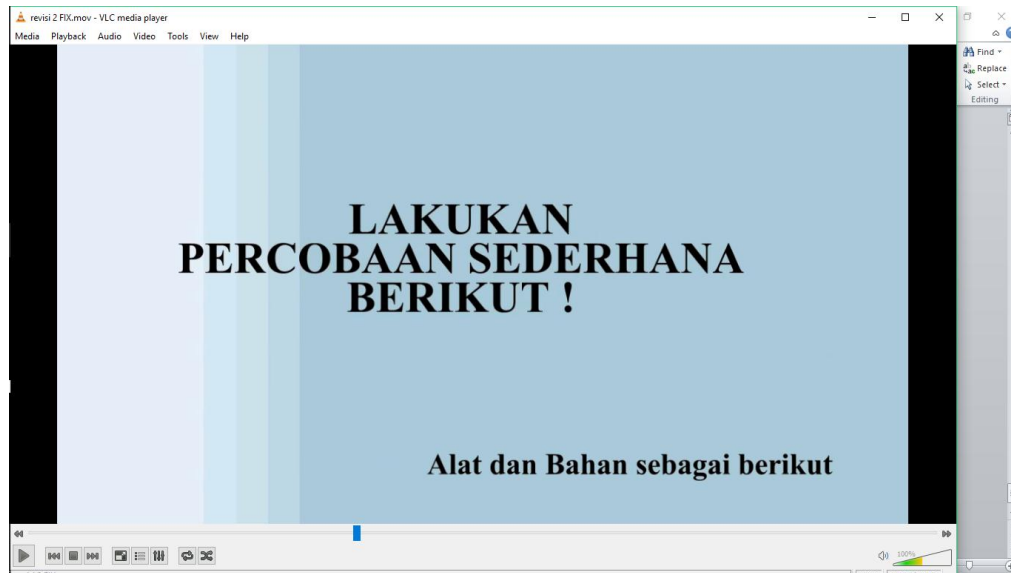 revisi 2 FIX.mov - VLC media player
Media Playback Audio Video Tools View Help
Find
Replace
Select
Editing
LAKUKAN
PERCOBAAN SEDERHANA
BERIKUT !
Alat dan Bahan sebagai berikut
100%